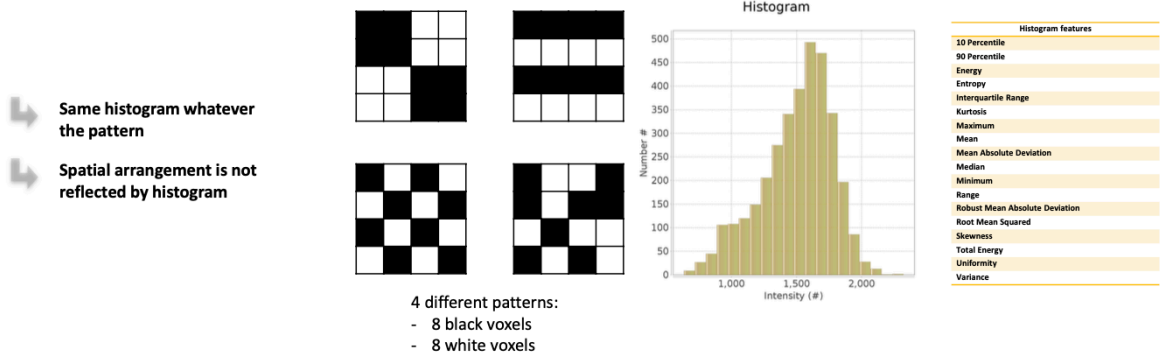 Same histogram whatever
the pattern
Spatial arrangement is not
reflected by histogram
4 different patterns:
- 8 black voxels
- 8 white voxels
Histogram
Number #
500
450
400
350
300
250
200
150
100
50
0
1,000
1,500
2,000
Intensity (#)
Histogram features
10 Percentile
90 Percentile
Energy
Entropy
Interquartile Range
Kurtosis
Maximum
Mean
Mean Absolute Deviation
Median
Minimum
Range
Robust Mean Absolute Deviation
Root Mean Squared
Skewness
Total Energy
Uniformity
Variance